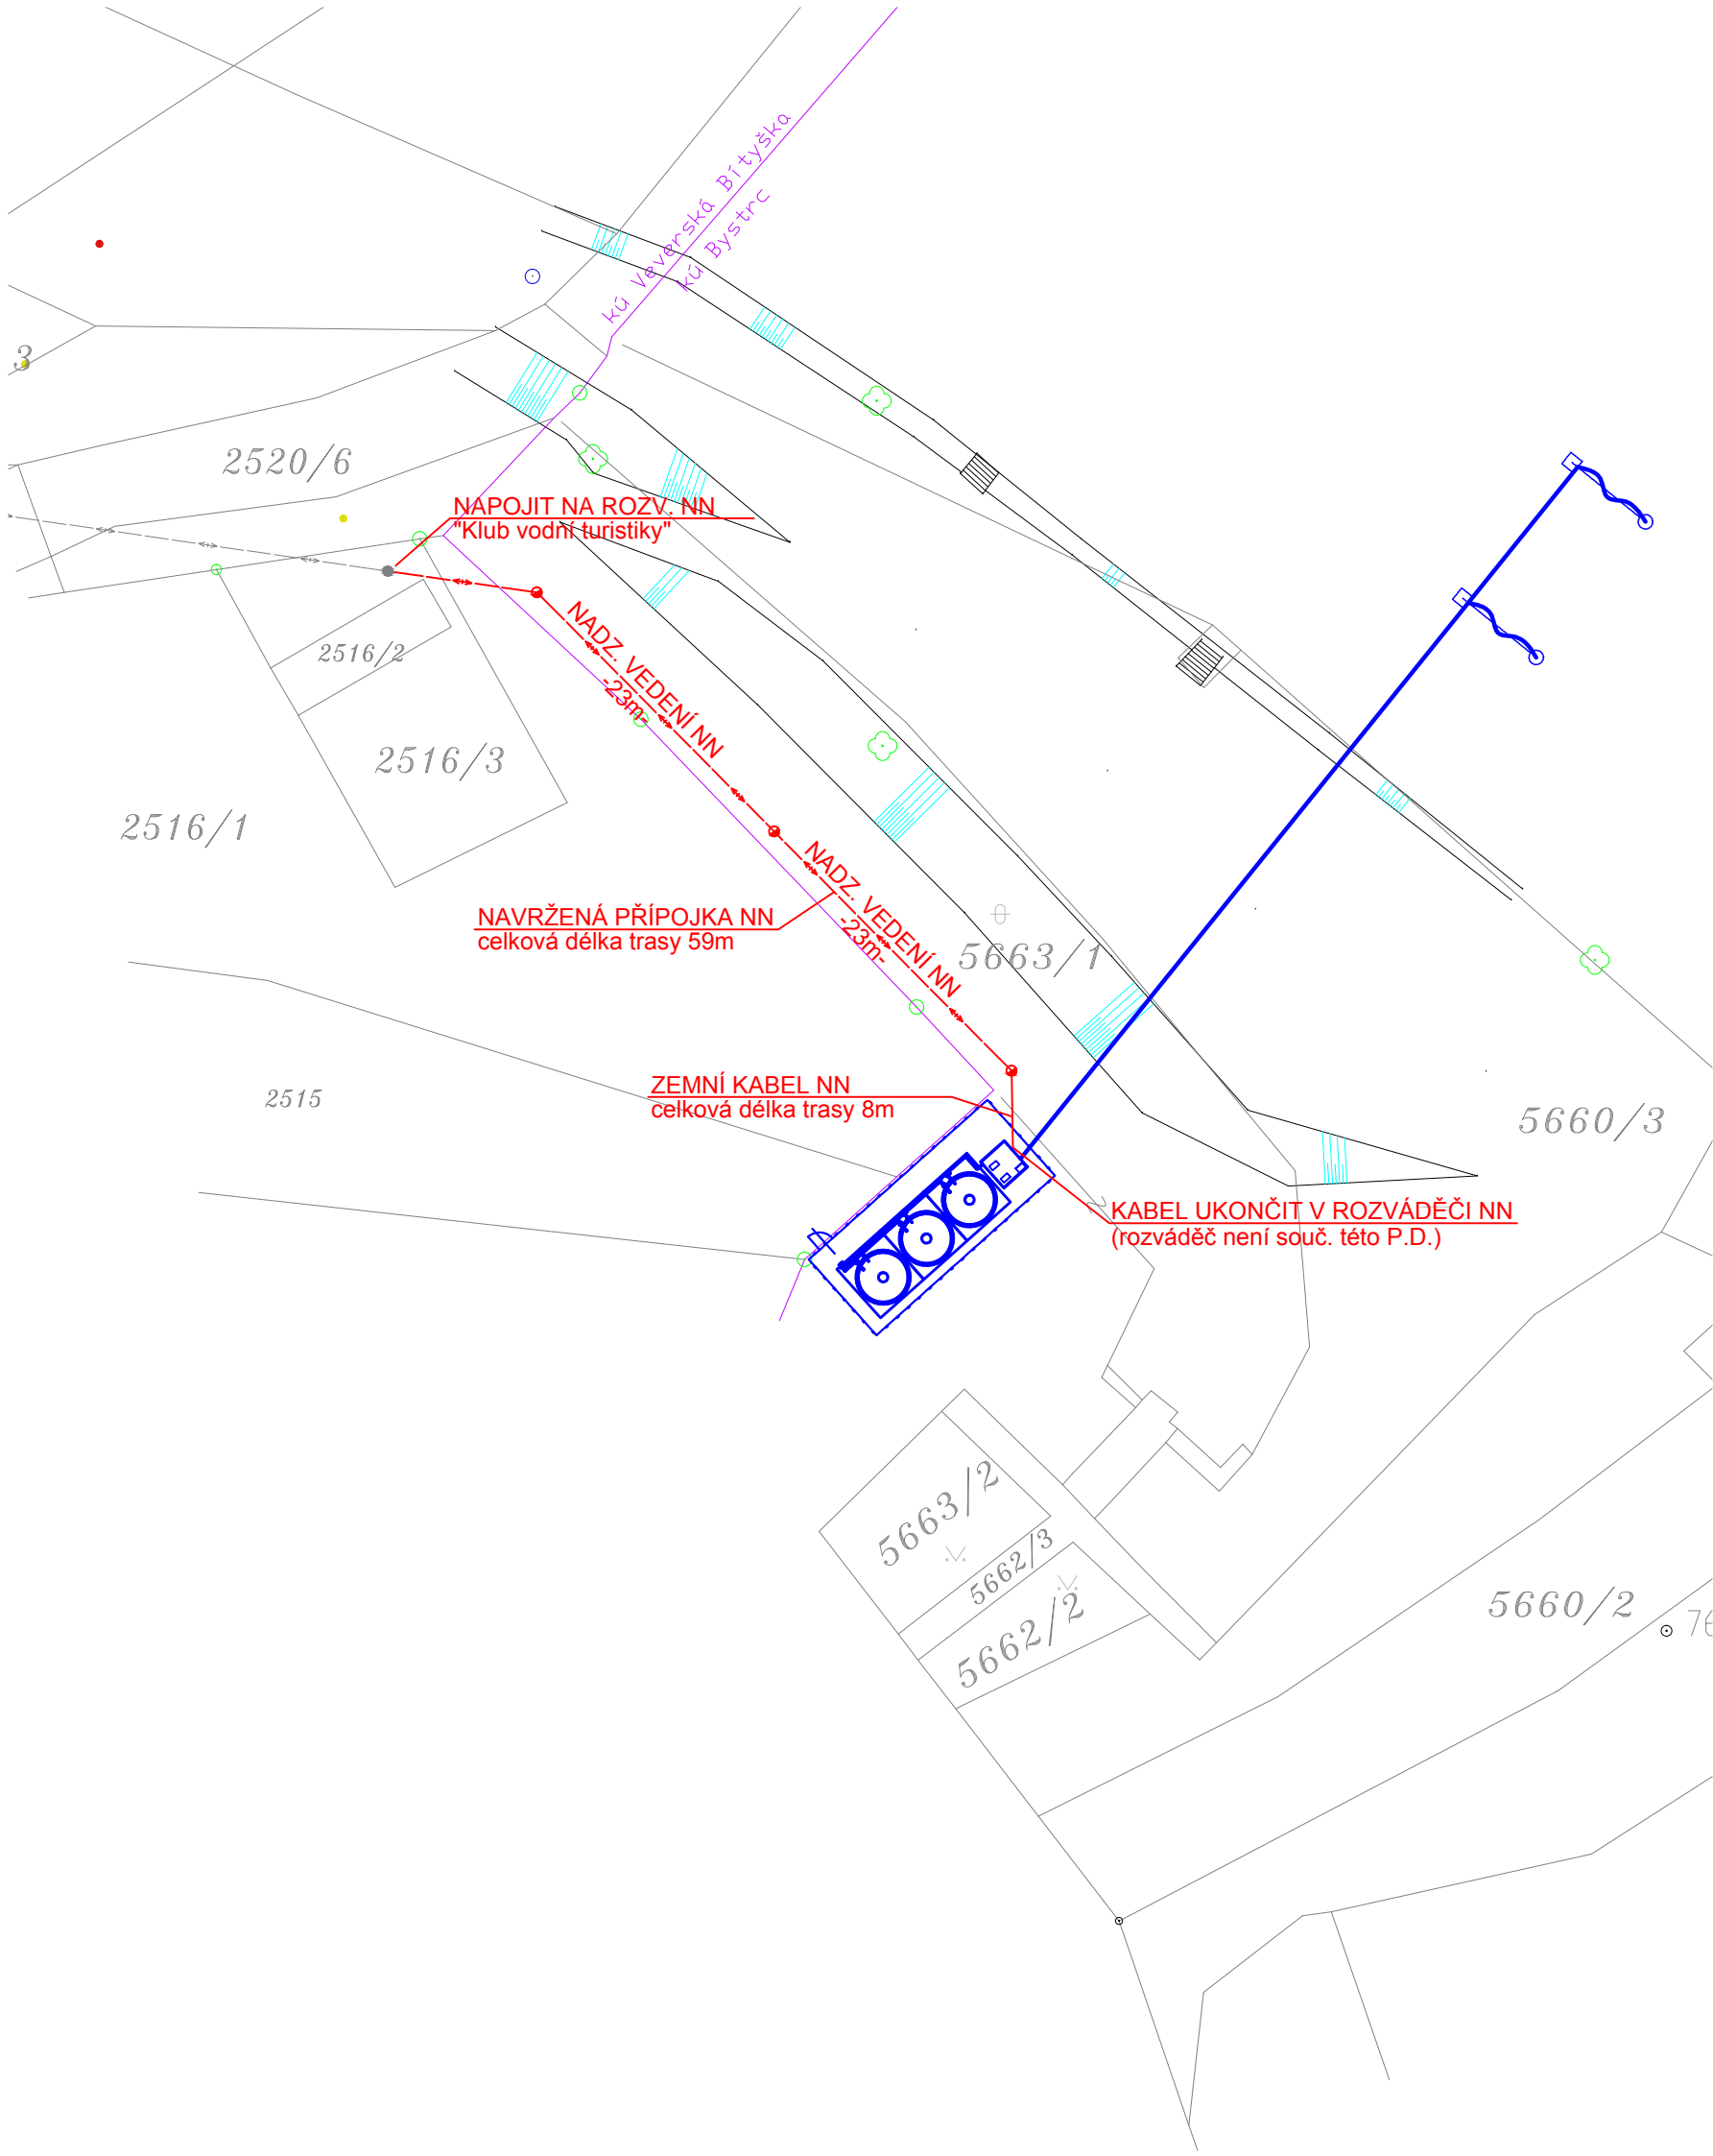 kú Veverská Bítyška
kú Bystrc
3
2520/6
NAPOJIT NA ROZV. NN
"Klub vodní turistiky"
2516/2
NADZ. VEDENÍ NN
-23m-
2516/3
2516/1
NADZ. VEDENÍ NN
-23m-
NAVRŽENÁ PŘÍPOJKA NN
celková délka trasy 59m
5663/1
2515
ZEMNÍ KABEL NN
celková délka trasy 8m
5660/3
KABEL UKONČIT V ROZVÁDĚČI NN
(rozváděč není souč. této P.D.)
5663/2
5662/3
5662/2
5660/2